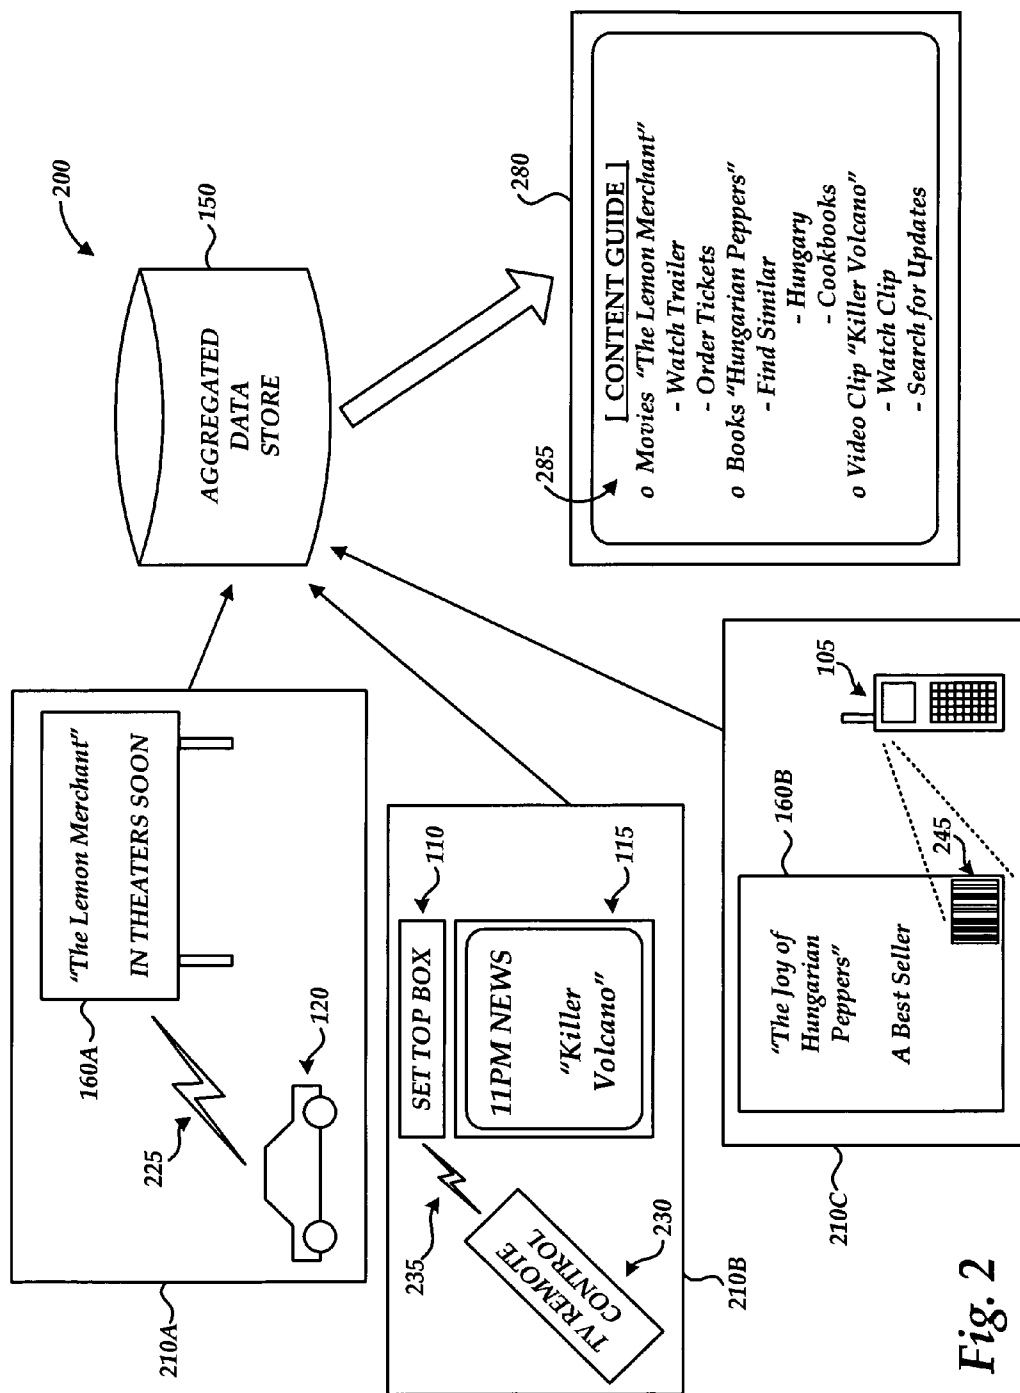 200
150
AGGREGATED
DATA
STORE
"The Lemon Merchant"
IN THEATERS SOON
160A
225
120
210A
SET TOP BOX
110
11PM NEWS
"Killer
Volcano"
115
235
TV REMOTE
CONTROL
230
210B
"The Joy of
Hungarian
Peppers"
A Best Seller
160B
245
105
210C
280
285
[ CONTENT GUIDE ]
o Movies "The Lemon Merchant"
- Watch Trailer
- Order Tickets
o Books "Hungarian Peppers"
- Find Similar
- Hungary
- Cookbooks
o Video Clip "Killer Volcano"
- Watch Clip
- Search for Updates
Fig. 2